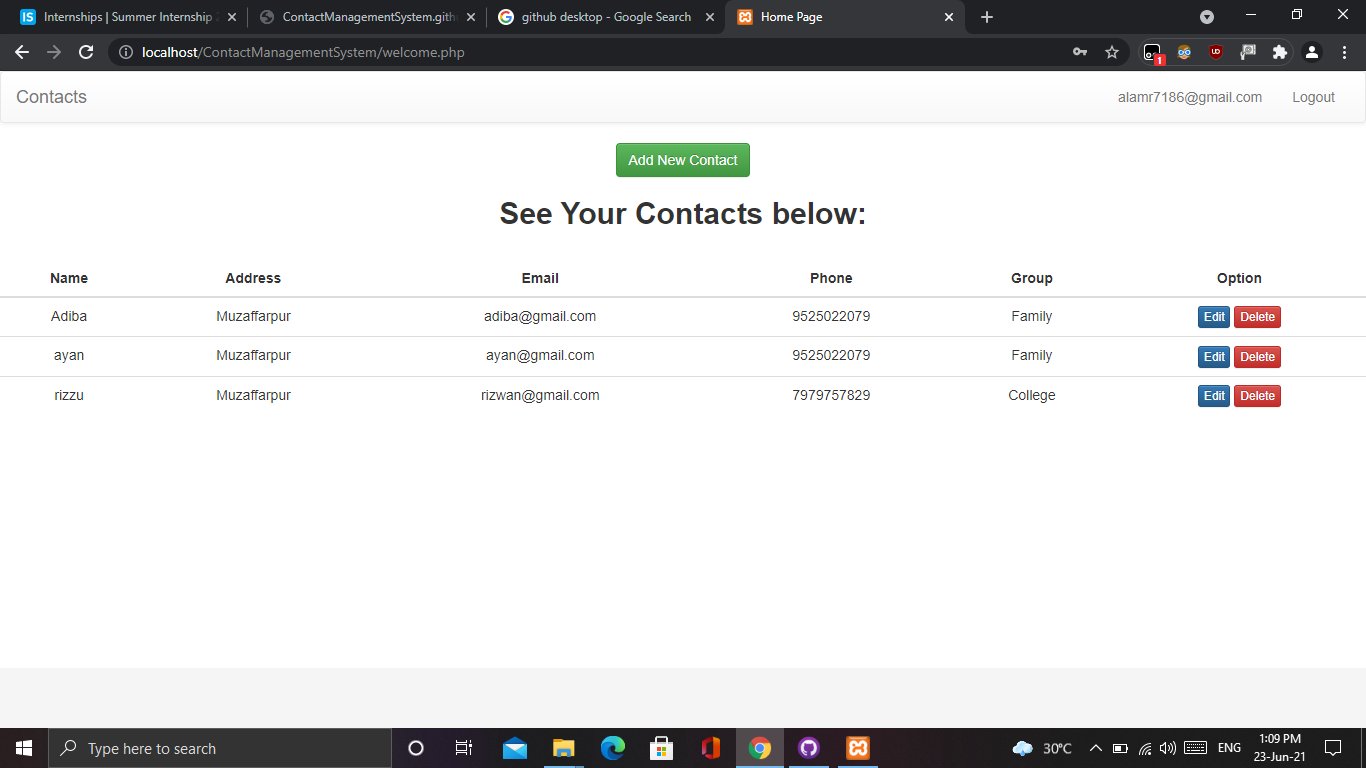 Internships | Summer Internship
ContactManagementSystem.gith
github desktop - Google Search
Home Page
localhost/ContactManagementSystem/welcome.php
1
Contacts
alamr7186@gmail.com Logout
Add New Contact
See Your Contacts below:
Name Address Email Phone Group Option
Adiba Muzaffarpur adiba@gmail.com 9525022079 Family Edit Delete
ayan Muzaffarpur ayan@gmail.com 9525022079 Family Edit Delete
rizzu Muzaffarpur rizwan@gmail.com 7979757829 College Edit Delete
Type here to search
30°C
ENG
1:09 PM
23-Jun-21